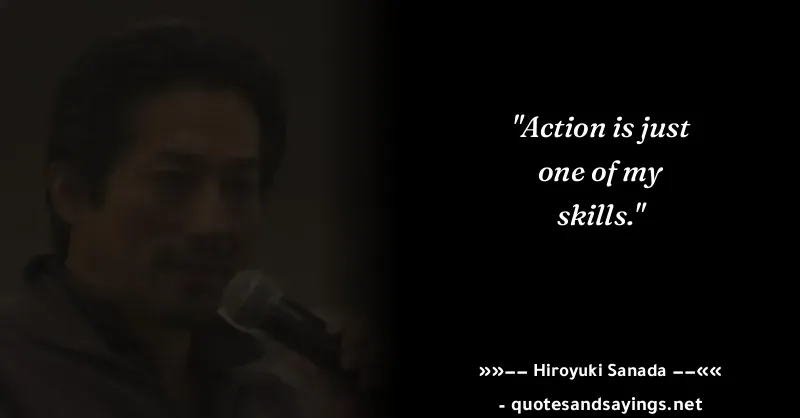 "Action is just
one of my
skills."
»»−− Hiroyuki Sanada −−««
- quotesandsayings.net